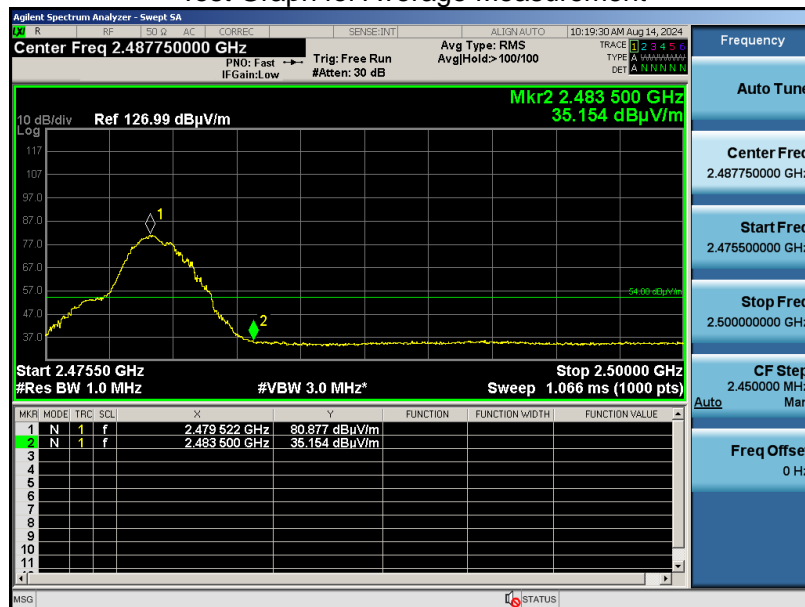 Agilent Spectrum Analyzer - Swept SA
LXI R RF 50 Ω AC CORREC SENSE:INT ALIGN AUTO 10:19:30 AM Aug 14, 2024
Center Freq 2.487750000 GHz
PNO: Fast
IFGain:Low
Trig: Free Run
#Atten: 30 dB
Avg Type: RMS
Avg|Hold:>100/100
TRACE 1 2 3 4 5 6
TYPE A WWWWW
DET A N N N N N
Mkr2 2.483 500 GHz
35.154 dBµV/m
10 dB/div Ref 126.99 dBµV/m
Log
117
107
97.0
87.0
77.0
67.0
57.0
47.0
37.0
1
2
54.00 dBµV/m
Start 2.47550 GHz Stop 2.50000 GHz
#Res BW 1.0 MHz #VBW 3.0 MHz* Sweep 1.066 ms (1000 pts)
MKR MODE TRC SCL X Y FUNCTION FUNCTION WIDTH FUNCTION VALUE
1 N 1 f 2.479 522 GHz 80.877 dBµV/m
2 N 1 f 2.483 500 GHz 35.154 dBµV/m
3
4
5
6
7
8
9
10
11
MSG STATUS
Frequency
Auto Tune
Center Freq
2.487750000 GHz
Start Freq
2.475500000 GHz
Stop Freq
2.500000000 GHz
CF Step
2.450000 MHz
Auto Man
Freq Offset
0 Hz